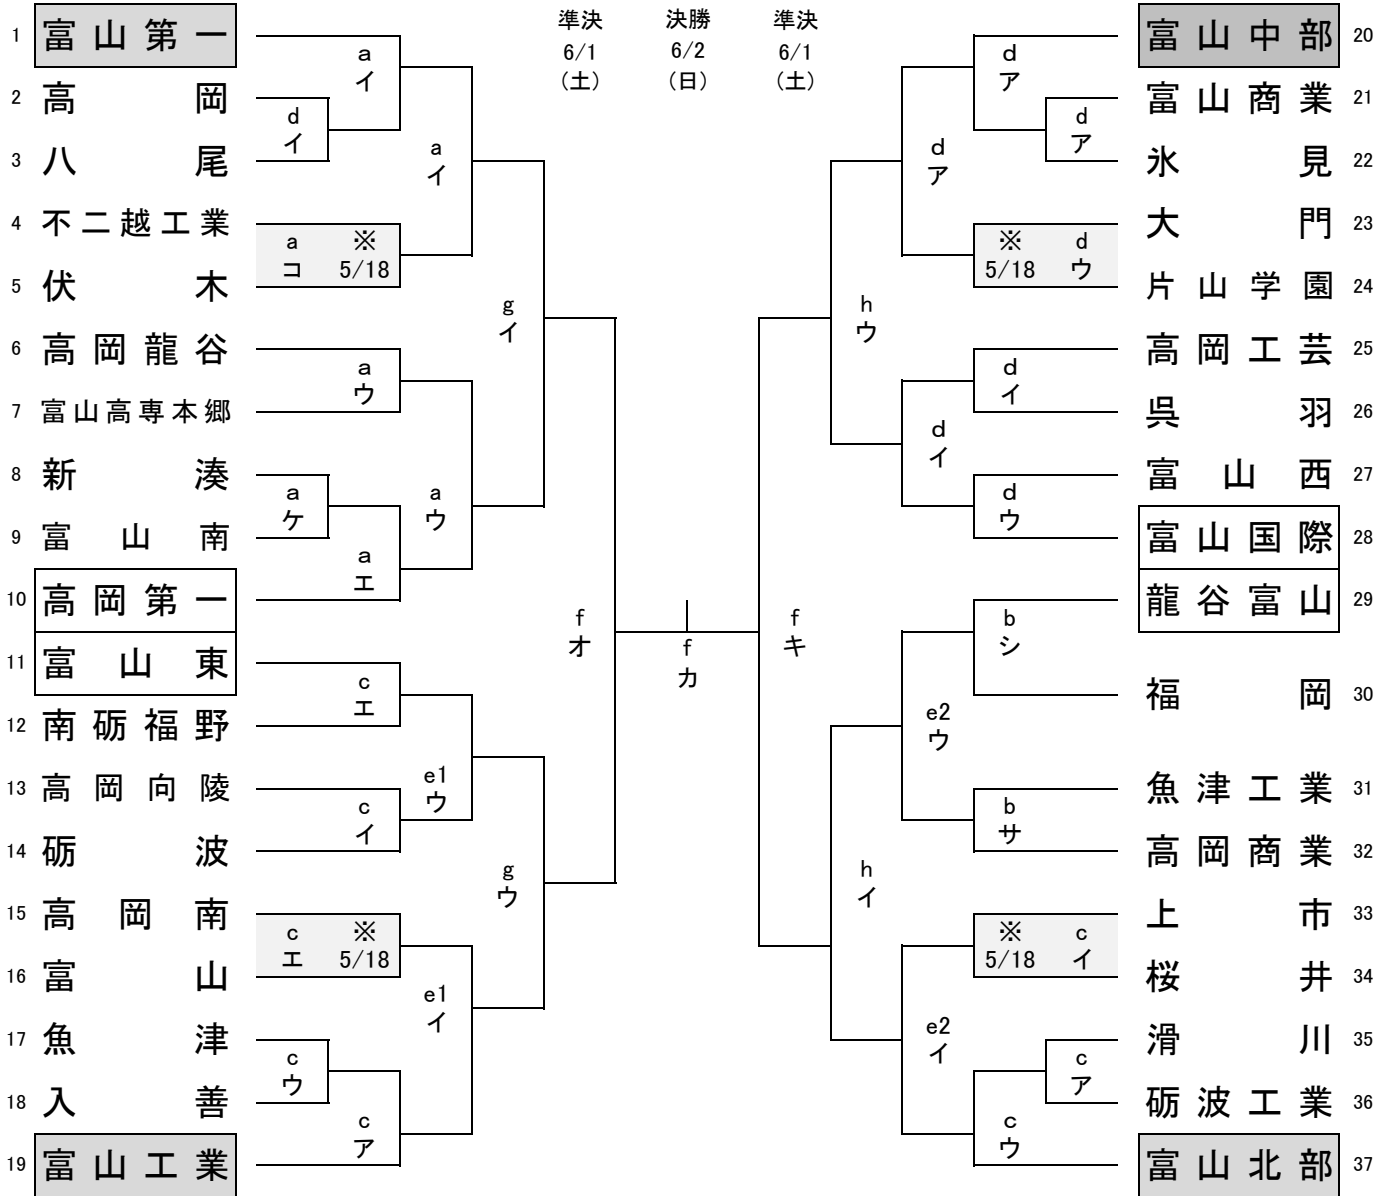 準決 決勝 準決
6/1 6/2 6/1
(土) (日) (土)
1 富山第一
2 高岡
3 八尾
4 不二越工業
5 伏木
6 高岡龍谷
7 富山高専本郷
8 新湊
9 富山南
10 高岡第一
11 富山東
12 南砺福野
13 高岡向陵
14 砺波
15 高岡南
16 富山
17 魚津
18 入善
19 富山工業
a
イ
d
イ
a
イ
a ※
コ 5/18
g
イ
a
ウ
a
ケ
a
ウ
a
エ
c
エ
e1
ウ
c
イ
g
ウ
c ※
エ 5/18
e1
イ
c
ウ
c
ア
f
オ
f
カ
f
キ
d
ア
d
ア
d
ア
※ d
5/18 ウ
h
ウ
d
イ
d
イ
d
ウ
b
シ
e2
ウ
b
サ
h
イ
※ c
5/18 イ
e2
イ
c
ア
c
ウ
富山中部 20
富山商業 21
氷見 22
大門 23
片山学園 24
高岡工芸 25
呉羽 26
富山西 27
富山国際 28
龍谷富山 29
福岡 30
魚津工業 31
高岡商業 32
上市 33
桜井 34
滑川 35
砺波工業 36
富山北部 37